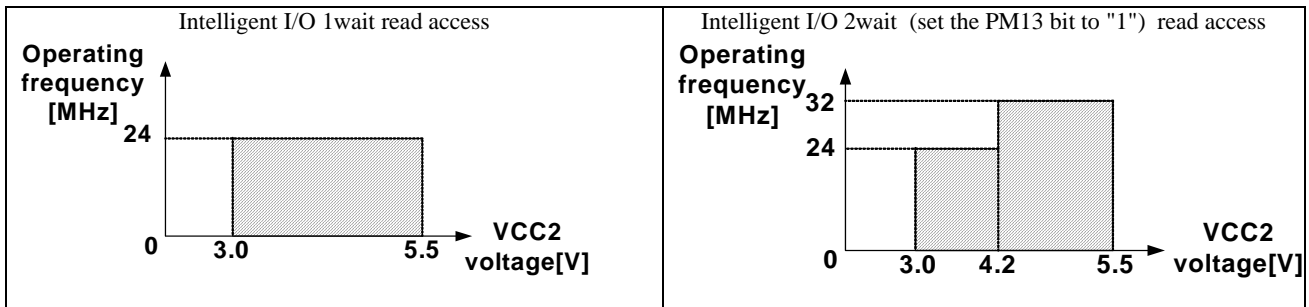 Intelligent I/O 1wait read access
Operating
frequency
[MHz]
24
0
3.0
5.5
VCC2
voltage[V]
Intelligent I/O 2wait (set the PM13 bit to "1") read access
Operating
frequency
[MHz]
32
24
0
3.0
4.2
5.5
VCC2
voltage[V]